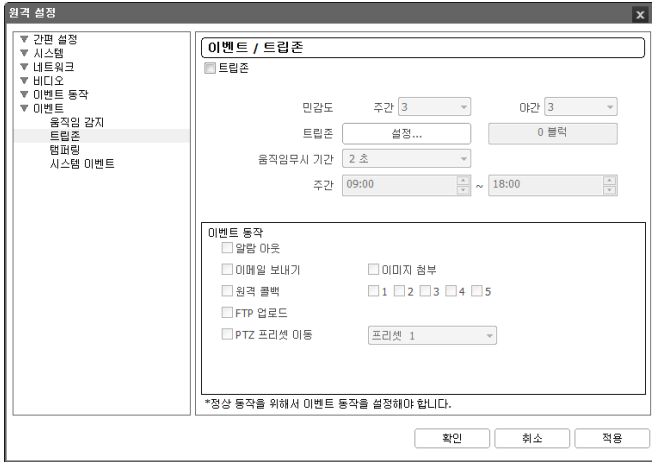 원격 설정
간편 설정
시스템
네트워크
비디오
이벤트 동작
이벤트
움직임 감지
트립존
탬퍼링
시스템 이벤트
이벤트 / 트립존
트립존
민감도 주간 3 야간 3
트립존 설정... 0 블럭
움직임무시 기간 2 초
주간 09:00 ~ 18:00
이벤트 동작
알람 아웃
이메일 보내기 이미지 첨부
원격 콜백 1 2 3 4 5
FTP 업로드
PTZ 프리셋 이동 프리셋 1
*정상 동작을 위해서 이벤트 동작을 설정해야 합니다.
확인 취소 적용